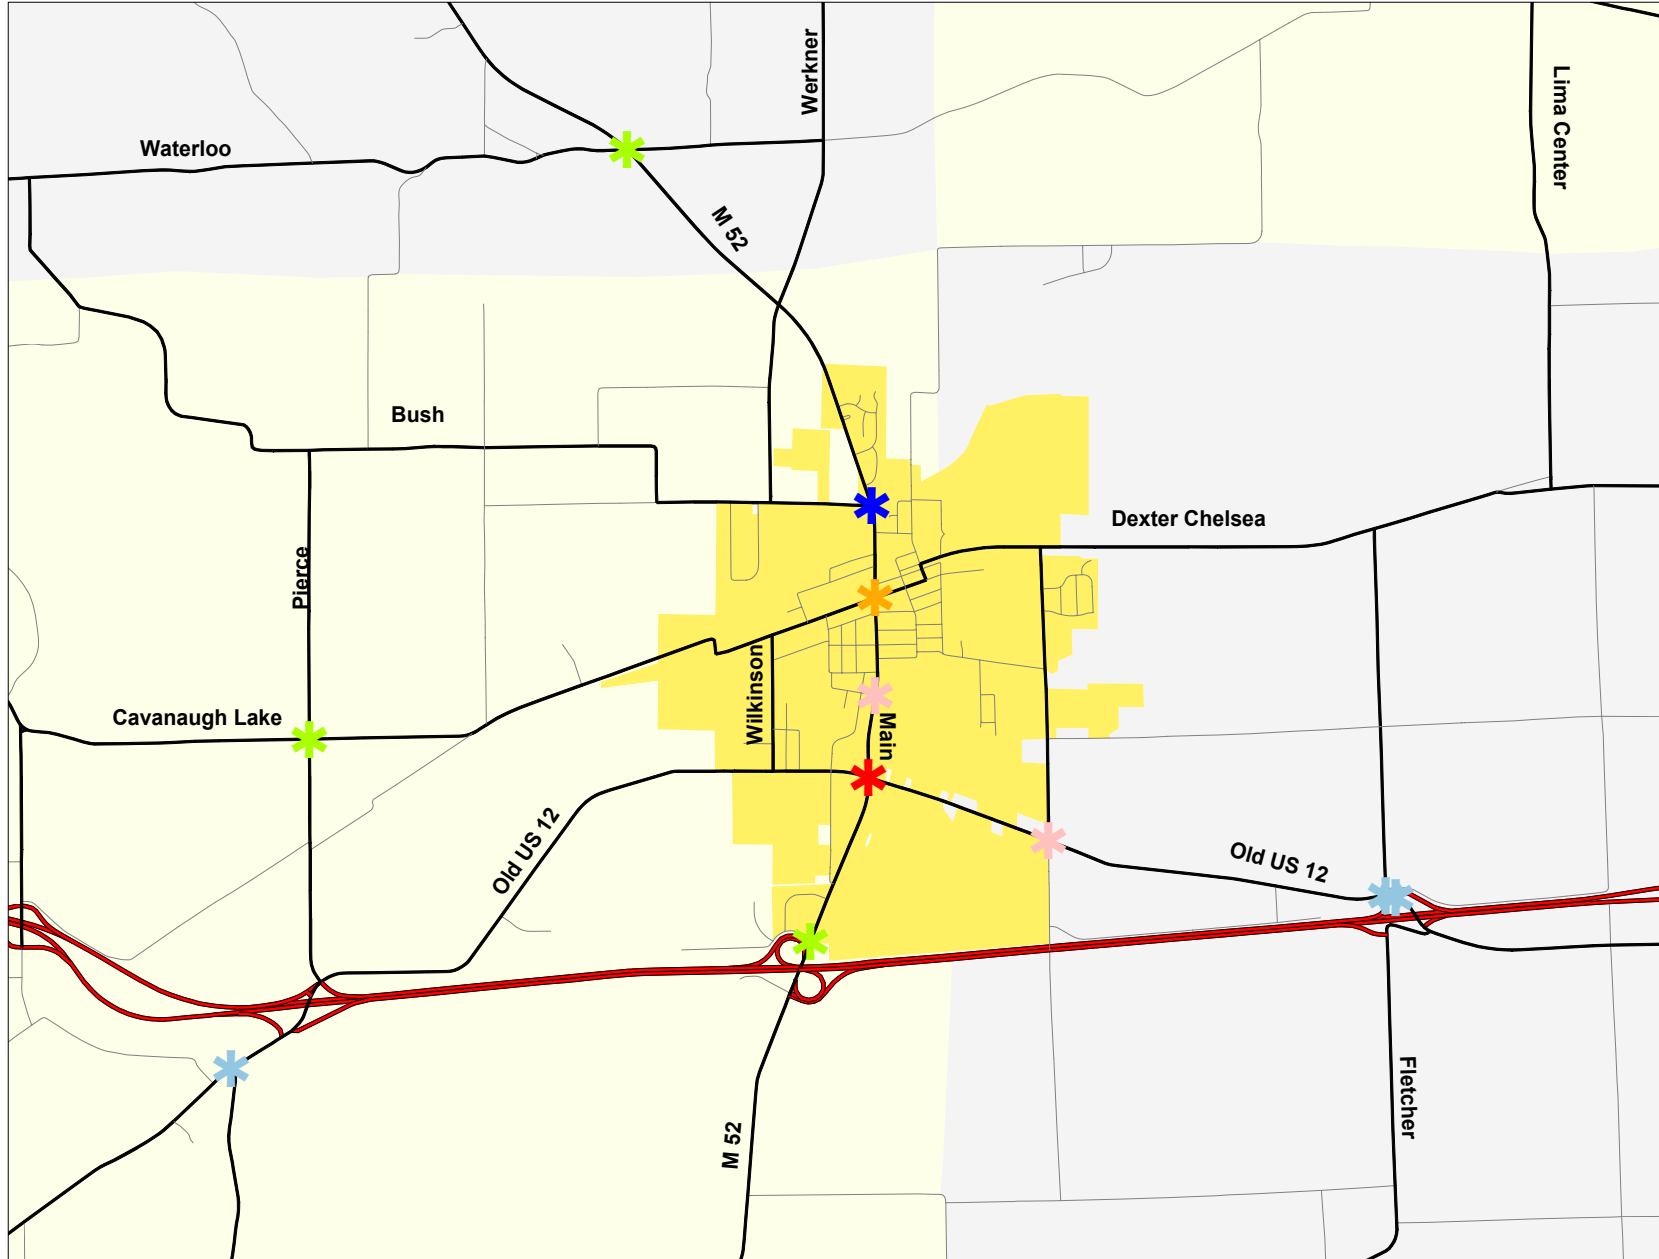 Werkner
Lima Center
Waterloo
M 52
Bush
Dexter Chelsea
Pierce
Wilkinson
Cavanaugh Lake
Main
Old US 12
Old US 12
Fletcher
M 52